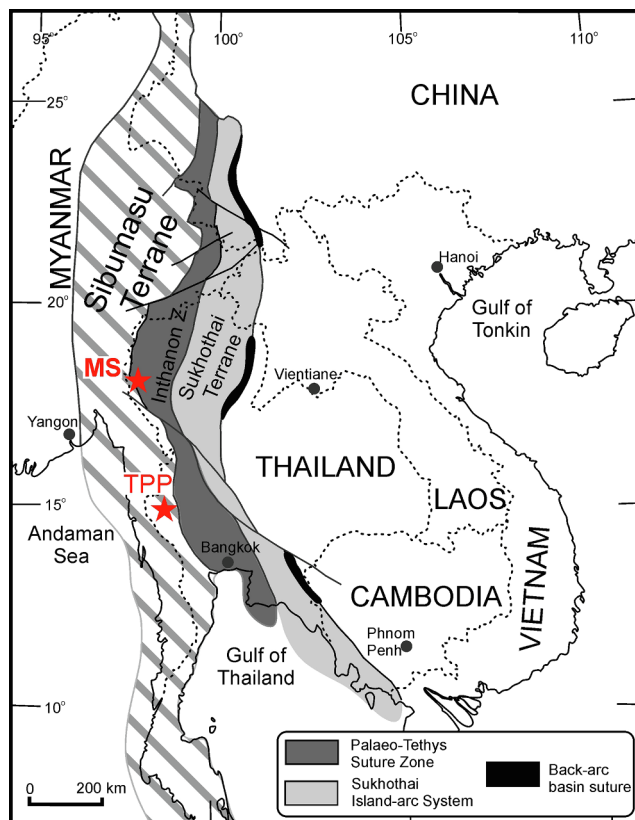 95°
100°
105°
110°
25°
CHINA
MYANMAR
Sibumasu
Terrane
Hanoi
20°
Gulf of
Tonkin
Inthanon Z.
Sukhothai
Terrane
MS
Vientiane
Yangon
THAILAND
TPP
15°
LAOS
Andaman
Sea
Bangkok
CAMBODIA
VIETNAM
Phnom
Penh
Gulf of
Thailand
10°
Palaeo-Tethys
Suture Zone
Back-arc
basin suture
Sukhothai
Island-arc System
0 200 km